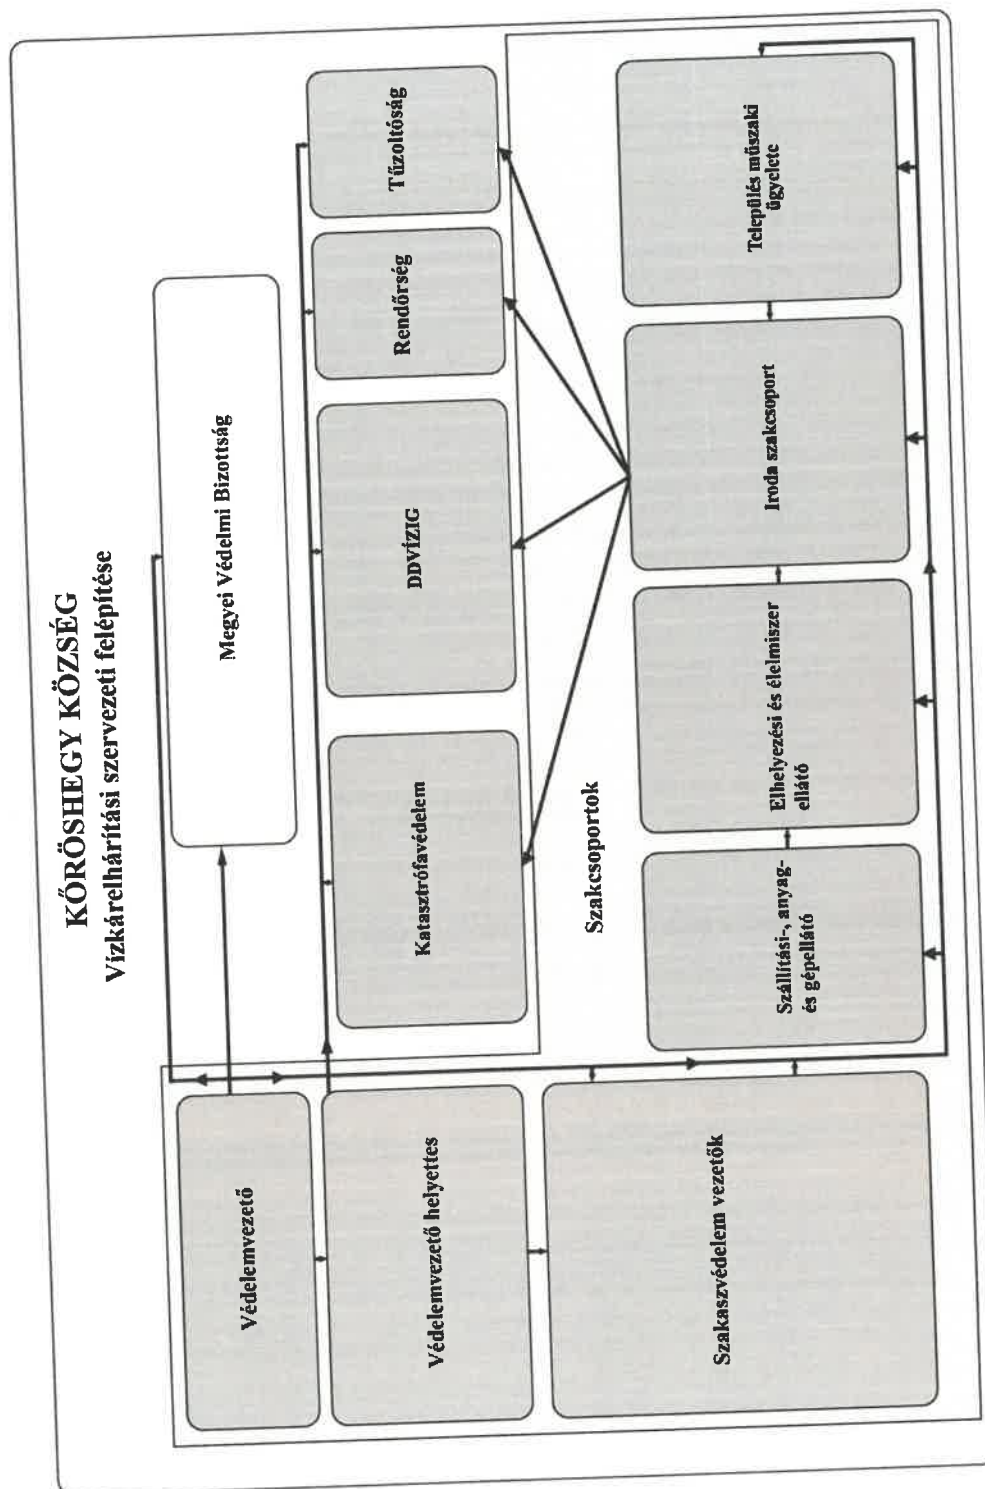 KŐRÖSHEGY KÖZSÉG
Vízkárelhárítási szervezeti felépítése
Megyei Védelmi Bizottság
Védelemvezető
Védelemvezető helyettes
Szakaszvédelem vezetők
Katasztrófavédelem
DDVÍZIG
Rendőrség
Tűzoltóság
Szakcsoportok
Szállítási-, anyag-
és gépellátó
Elhelyezési és élelmiszer
ellátó
Iroda szakcsoport
Település műszaki
ügyelete